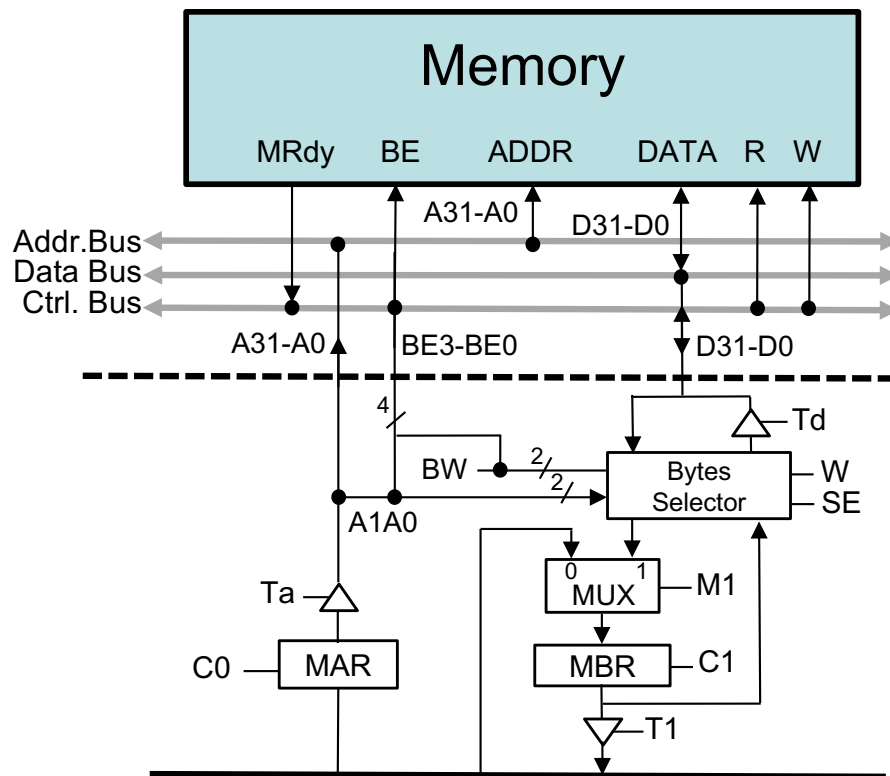 Memory
MRdy BE ADDR DATA R W
A31-A0 D31-D0
Addr.Bus
Data Bus
Ctrl. Bus
A31-A0 BE3-BE0 D31-D0
4 Td
BW 2 Bytes W
2 Selector SE
A1A0
0 1
Ta MUX M1
C0 MAR MBR C1
T1